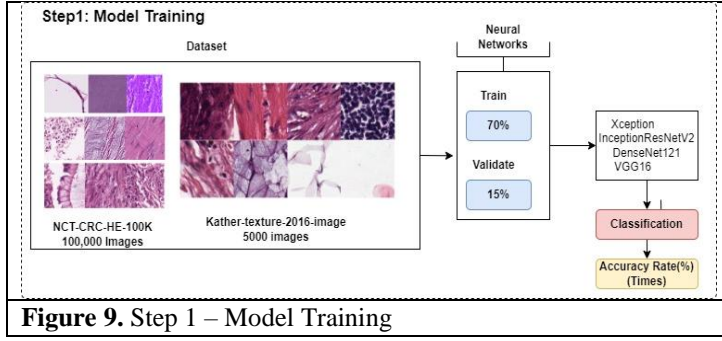 Step1: Model Training
Dataset
NCT-CRC-HE-100K
100,000 Images
Kather-texture-2016-image
5000 images
Neural
Networks
Train
70%
Validate
15%
Xception
InceptionResNetV2
DenseNet121
VGG16
Classification
Accuracy Rate(%)
(Times)
Figure 9. Step 1 – Model Training